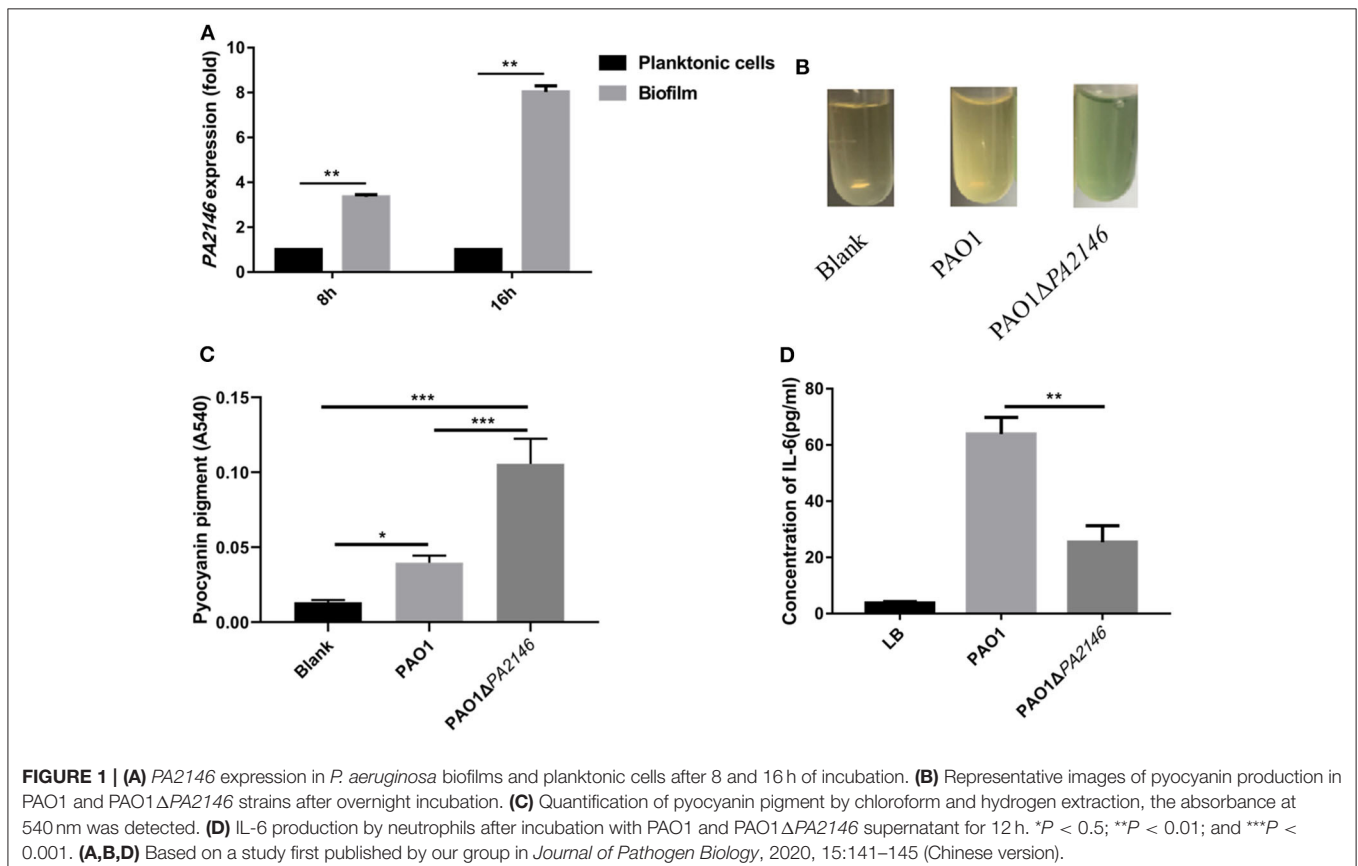 A
10
8
6
4
2
0
PA2146 expression (fold)
**
**
8h
16h
Planktonic cells
Biofilm
B
Blank
PAO1
PAO1ΔPA2146
C
0.15
0.10
0.05
0.00
Pyocyanin pigment (A540)
***
***
*
Blank
PAO1
PAO1ΔPA2146
D
80
60
40
20
0
Concentration of IL-6(pg/ml)
**
LB
PAO1
PAO1ΔPA2146
FIGURE 1 | (A) PA2146 expression in P. aeruginosa biofilms and planktonic cells after 8 and 16 h of incubation. (B) Representative images of pyocyanin production in
PAO1 and PAO1ΔPA2146 strains after overnight incubation. (C) Quantification of pyocyanin pigment by chloroform and hydrogen extraction, the absorbance at
540 nm was detected. (D) IL-6 production by neutrophils after incubation with PAO1 and PAO1ΔPA2146 supernatant for 12 h. *P < 0.5; **P < 0.01; and ***P <
0.001. (A,B,D) Based on a study first published by our group in Journal of Pathogen Biology, 2020, 15:141–145 (Chinese version).